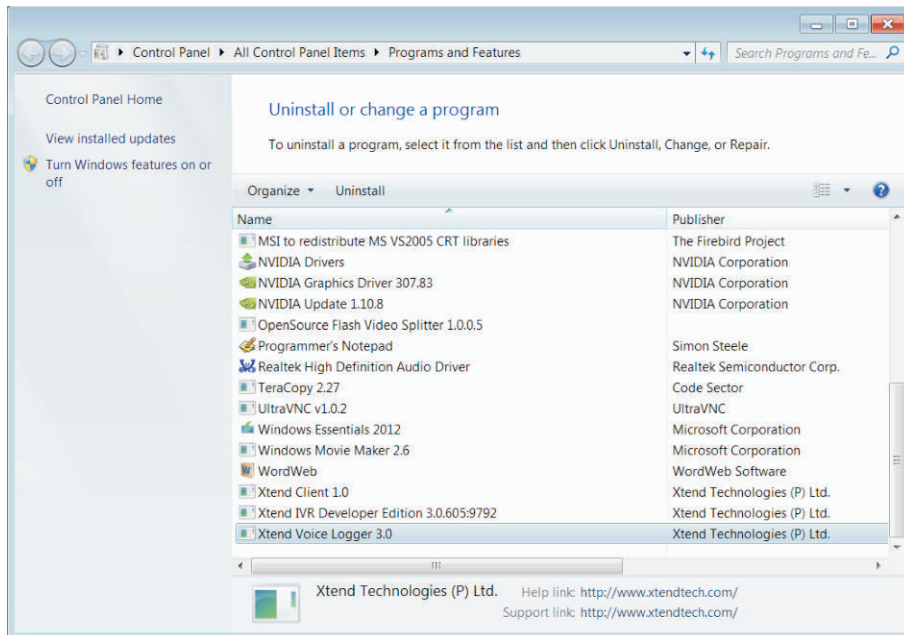 Control Panel ▸ All Control Panel Items ▸ Programs and Features
Search Programs and Fe...
Control Panel Home
View installed updates
Turn Windows features on or
off
Uninstall or change a program
To uninstall a program, select it from the list and then click Uninstall, Change, or Repair.
Organize Uninstall
Name Publisher
MSI to redistribute MS VS2005 CRT libraries The Firebird Project
NVIDIA Drivers NVIDIA Corporation
NVIDIA Graphics Driver 307.83 NVIDIA Corporation
NVIDIA Update 1.10.8 NVIDIA Corporation
OpenSource Flash Video Splitter 1.0.0.5
Programmer's Notepad Simon Steele
Realtek High Definition Audio Driver Realtek Semiconductor Corp.
TeraCopy 2.27 Code Sector
UltraVNC v1.0.2 UltraVNC
Windows Essentials 2012 Microsoft Corporation
Windows Movie Maker 2.6 Microsoft Corporation
WordWeb WordWeb Software
Xtend Client 1.0 Xtend Technologies (P) Ltd.
Xtend IVR Developer Edition 3.0.605:9792 Xtend Technologies (P) Ltd.
Xtend Voice Logger 3.0 Xtend Technologies (P) Ltd.
Xtend Technologies (P) Ltd. Help link: http://www.xtendtech.com/
Support link: http://www.xtendtech.com/